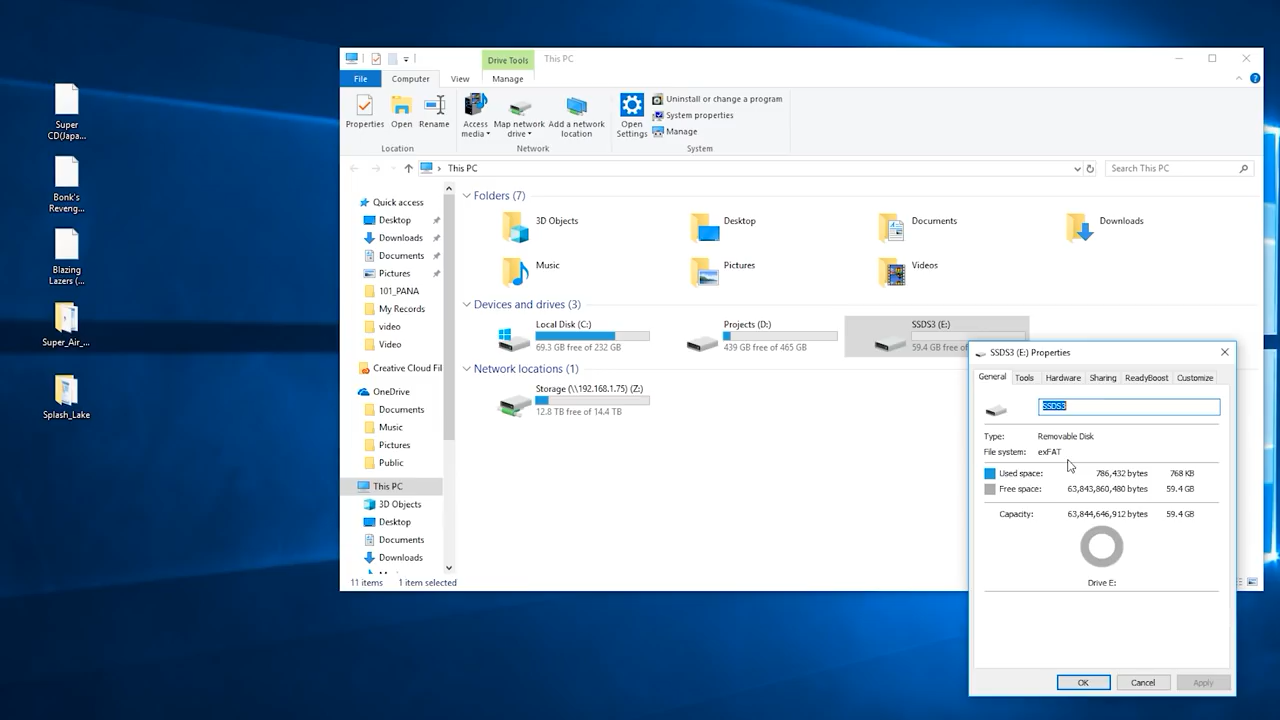 Super
CD(Japa...
Bonk's
Reveng...
Blazing
Lazers (...
Super_Air_...
Splash_Lake
Drive Tools
This PC
File
Computer
View
Manage
Properties
Open
Rename
Access
media
Map network
drive
Add a network
location
Open
Settings
Uninstall or change a program
System properties
Manage
Location
Network
System
This PC
Search This PC
Quick access
Desktop
Downloads
Documents
Pictures
101_PANA
My Records
video
Video
Creative Cloud Fil
OneDrive
Documents
Music
Pictures
Public
This PC
3D Objects
Desktop
Documents
Downloads
Folders (7)
3D Objects
Desktop
Documents
Downloads
Music
Pictures
Videos
Devices and drives (3)
Local Disk (C:)
69.3 GB free of 232 GB
Projects (D:)
439 GB free of 465 GB
SSDS3 (E:)
59.4 GB free of
Network locations (1)
Storage (\\192.168.1.75) (Z:)
12.8 TB free of 14.4 TB
11 items
1 item selected
SSDS3 (E:) Properties
General
Tools
Hardware
Sharing
ReadyBoost
Customize
SSDS3
Type: Removable Disk
File system: exFAT
Used space: 786,432 bytes 768 KB
Free space: 63,843,860,480 bytes 59.4 GB
Capacity: 63,844,646,912 bytes 59.4 GB
Drive E:
OK
Cancel
Apply